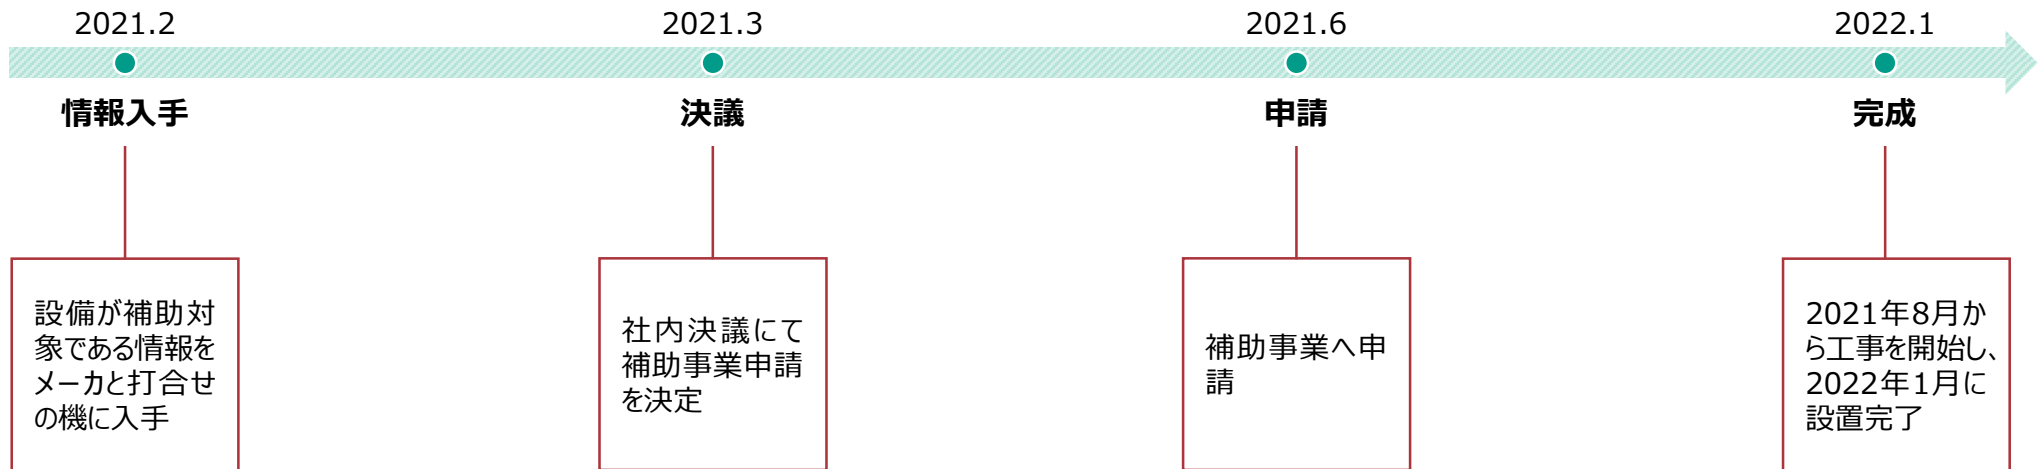 2021.2
2021.3
2021.6
2022.1
情報入手
決議
申請
完成
設備が補助対
象である情報を
メーカと打合せ
の機に入手
社内決議にて
補助事業申請
を決定
補助事業へ申
請
2021年8月か
ら工事を開始し、
2022年1月に
設置完了